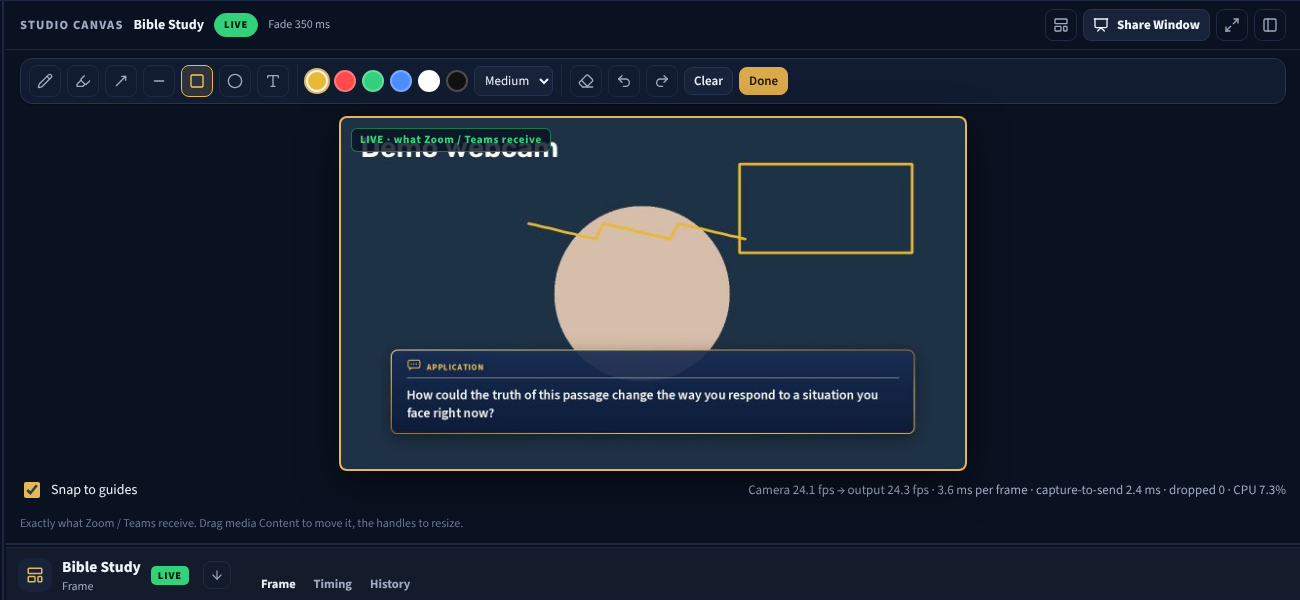 STUDIO CANVAS Bible Study LIVE Fade 350 ms Share Window
T Medium Clear Done
LIVE · what Zoom / Teams receive
Demo webcam
APPLICATION
How could the truth of this passage change the way you respond to a situation you
face right now?
Snap to guides Camera 24.1 fps → output 24.3 fps · 3.6 ms per frame · capture-to-send 2.4 ms · dropped 0 · CPU 7.3%
Exactly what Zoom / Teams receive. Drag media Content to move it, the handles to resize.
Bible Study LIVE
Frame Frame Timing History